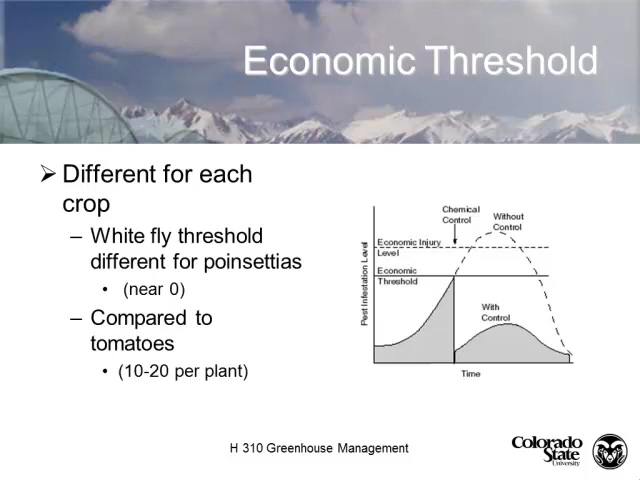 Economic Threshold
➢ Different for each
crop
– White fly threshold
different for poinsettias
• (near 0)
– Compared to
tomatoes
• (10-20 per plant)
Chemical
Control
Without
Control
Economic Injury
Level
Economic
Threshold
With
Control
Pest Infestation Level
Time
H 310 Greenhouse Management
Colorado
State
University